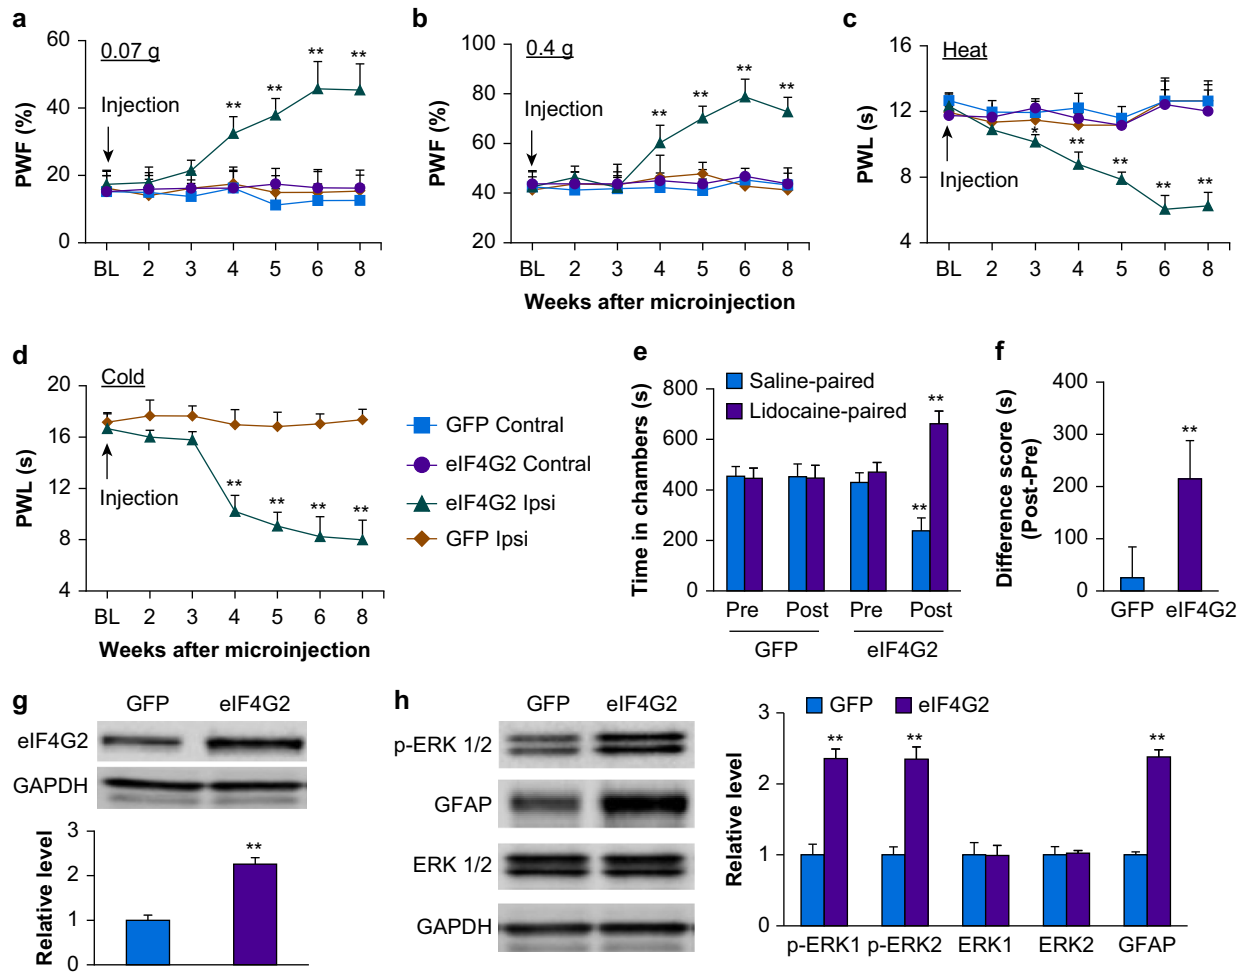 a
0.07 g
PWF (%)
60
40
20
0
Injection
** ** ** **
BL 2 3 4 5 6 8
b
0.4 g
PWF (%)
100
80
60
40
20
Injection
** ** ** **
BL 2 3 4 5 6 8
Weeks after microinjection
c
Heat
PWL (s)
16
12
8
4
Injection
* ** ** ** **
BL 2 3 4 5 6 8
d
Cold
PWL (s)
20
16
12
8
4
Injection
** ** ** **
BL 2 3 4 5 6 8
Weeks after microinjection
GFP Contral
eIF4G2 Contral
eIF4G2 Ipsi
GFP Ipsi
e
Time in chambers (s)
800
600
400
200
0
Saline-paired
Lidocaine-paired
**
**
Pre Post Pre Post
GFP eIF4G2
f
Difference score (s)
(Post-Pre)
400
300
200
100
0
**
GFP eIF4G2
g
GFP eIF4G2
eIF4G2
GAPDH
Relative level
3
2
1
0
**
h
GFP eIF4G2
p-ERK 1/2
GFAP
ERK 1/2
GAPDH
GFP eIF4G2
Relative level
3
2
1
0
** ** **
p-ERK1 p-ERK2 ERK1 ERK2 GFAP